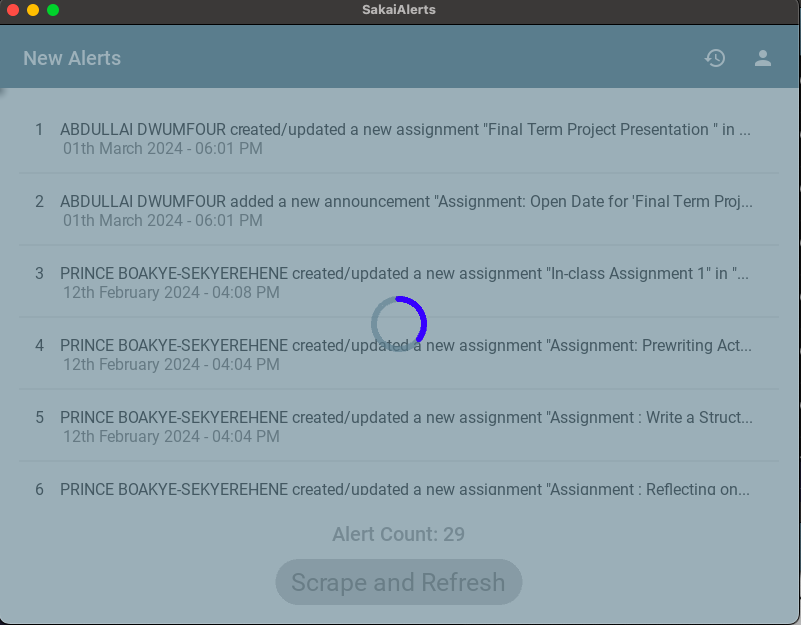 SakaiAlerts
New Alerts
1 ABDULLAI DWUMFOUR created/updated a new assignment "Final Term Project Presentation " in ...
01th March 2024 - 06:01 PM
2 ABDULLAI DWUMFOUR added a new announcement "Assignment: Open Date for 'Final Term Proj...
01th March 2024 - 06:01 PM
3 PRINCE BOAKYE-SEKYEREHENE created/updated a new assignment "In-class Assignment 1" in "...
12th February 2024 - 04:08 PM
4 PRINCE BOAKYE-SEKYEREHENE created/updated a new assignment "Assignment: Prewriting Act...
12th February 2024 - 04:04 PM
5 PRINCE BOAKYE-SEKYEREHENE created/updated a new assignment "Assignment : Write a Struct...
12th February 2024 - 04:04 PM
6 PRINCE BOAKYE-SEKYEREHENE created/updated a new assignment "Assignment : Reflecting on...
Alert Count: 29
Scrape and Refresh